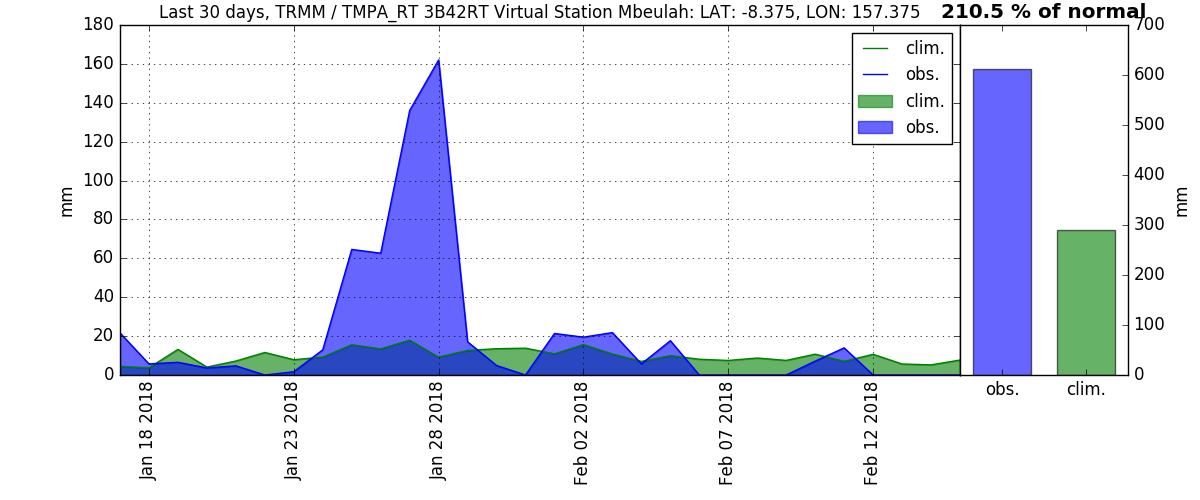 Last 30 days, TRMM / TMPA_RT 3B42RT Virtual Station Mbeulah: LAT: -8.375, LON: 157.375
210.5 % of normal
180
160
140
120
100
80
60
40
20
0
mm
clim.
obs.
clim.
obs.
Jan 18 2018
Jan 23 2018
Jan 28 2018
Feb 02 2018
Feb 07 2018
Feb 12 2018
700
600
500
400
300
200
100
0
mm
obs.
clim.